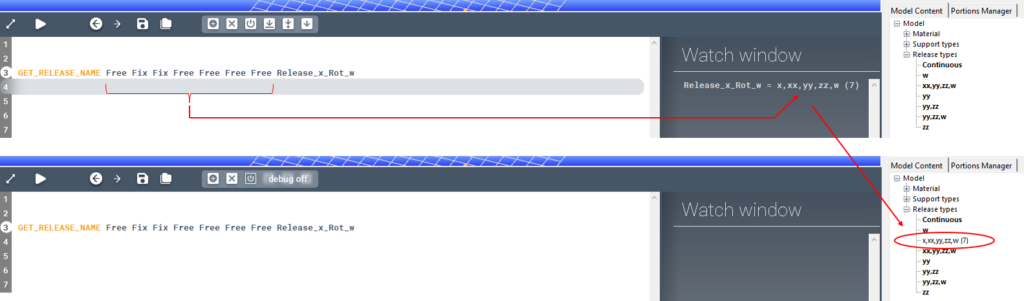 Model Content
Portions Manager
Model
Material
Support types
Release types
Continuous
w
xx,yy,zz,w
yy
yy,zz
yy,zz,w
zz
1
2
3 GET_RELEASE_NAME Free Fix Fix Free Free Free Free Release_x_Rot_w
4
5
6
7
Watch window
Release_x_Rot_w = x,xx,yy,zz,w (7)
debug off
Model Content
Portions Manager
Model
Material
Support types
Release types
Continuous
w
x,xx,yy,zz,w (7)
xx,yy,zz,w
yy
yy,zz
yy,zz,w
zz
1
2
3 GET_RELEASE_NAME Free Fix Fix Free Free Free Free Release_x_Rot_w
4
5
6
7
Watch window